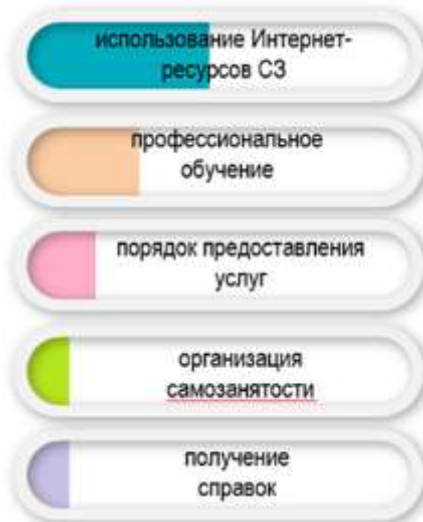 использование Интернет-
ресурсов СЗ
профессиональное
обучение
порядок предоставления
услуг
организация
самозанятости
получение
справок